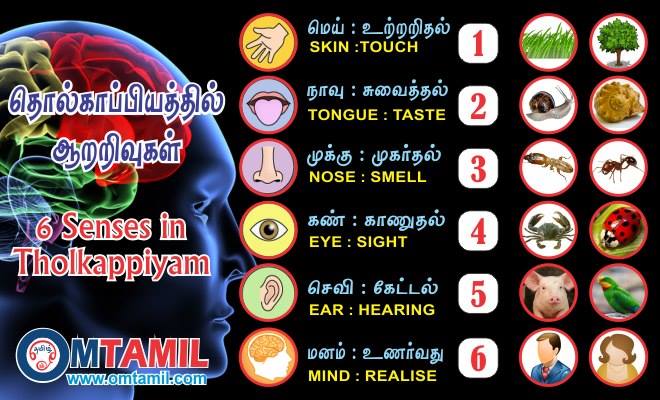 தொல்காப்பியத்தில்
ஆறறிவுகள்
6 Senses in
Tholkappiyam
தமிழ்
OMTAMIL
www.omtamil.com
மெய் : உற்றறிதல்
SKIN :TOUCH
1
நாவு : சுவைத்தல்
TONGUE : TASTE
2
முக்கு : முகர்தல்
NOSE : SMELL
3
கண் : காணுதல்
EYE : SIGHT
4
செவி : கேட்டல்
EAR : HEARING
5
மனம் : உணர்வது
MIND : REALISE
6